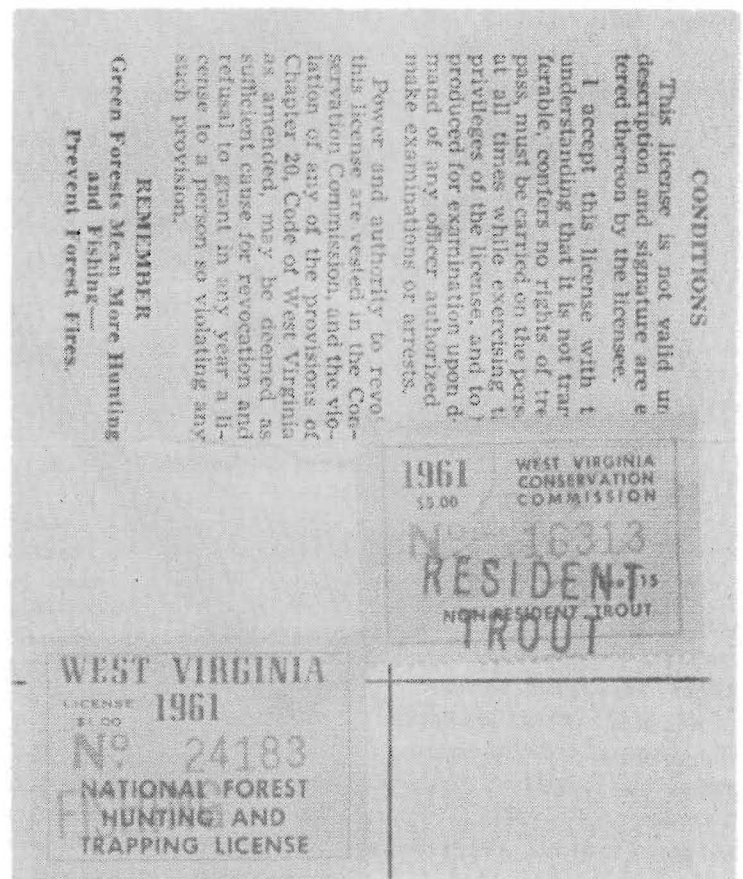 CONDITIONS
This license is not valid un
description and signature are e
tered thereon by the licensee.
I accept this license with t
understanding that it is not tran
ferable, confers no rights of tre
pass, must be carried on the pers
at all times while exercising t
privileges of the license, and to
produced for examination upon d
mand of any officer authorized
make examinations or arrests.
Power and authority to revo
this license are vested in the Con-
servation Commission, and the vio-
lation of any of the provisions of
Chapter 20, Code of West Virginia
as amended, may be deemed as
sufficient cause for revocation and
refusal to grant in any year a li-
cense to a person so violating any
such provision.
REMEMBER
Green Forests Mean More Hunting
and Fishing—
Prevent Forest Fires.
1961
$5.00
WEST VIRGINIA
CONSERVATION
COMMISSION
No 16313
RESIDENT
NON-RESIDENT TROUT
TROUT
WEST VIRGINIA
LICENSE 1961
$1.00
No 24183
NATIONAL FOREST
HUNTING AND
TRAPPING LICENSE